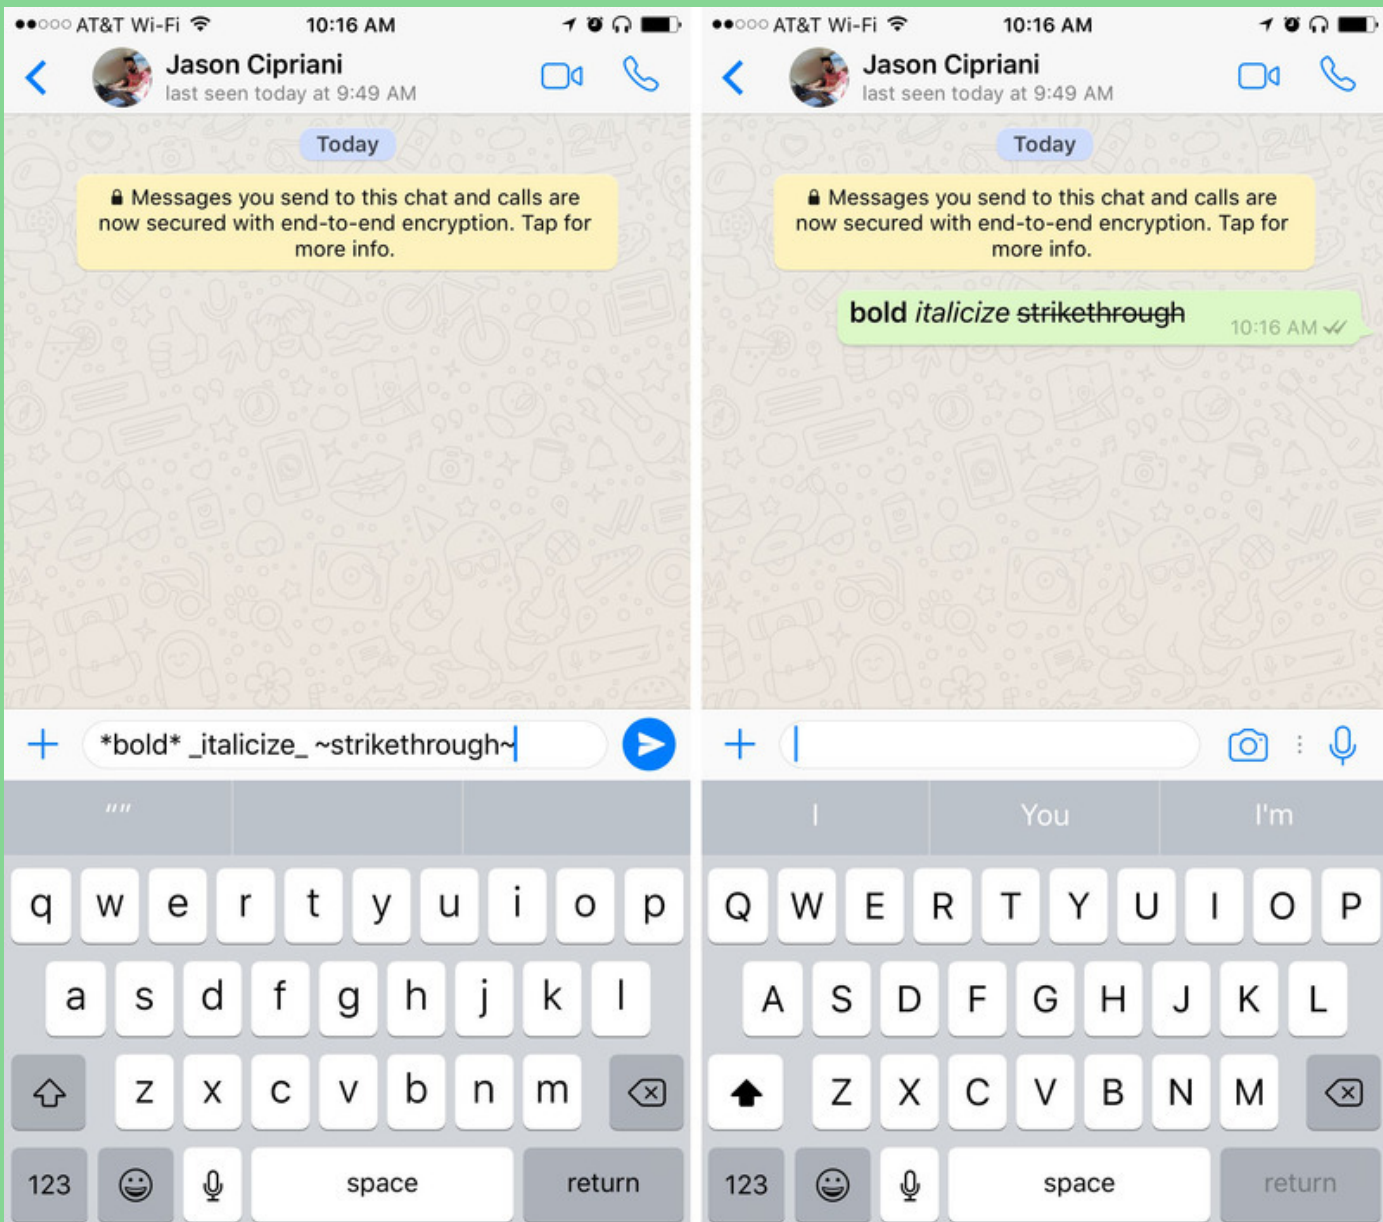 AT&T Wi-Fi 10:16 AM
Jason Cipriani
last seen today at 9:49 AM
Today
Messages you send to this chat and calls are
now secured with end-to-end encryption. Tap for
more info.
*bold* _italicize_ ~strikethrough~
""
q w e r t y u i o p
a s d f g h j k l
z x c v b n m
123 space return
AT&T Wi-Fi 10:16 AM
Jason Cipriani
last seen today at 9:49 AM
Today
Messages you send to this chat and calls are
now secured with end-to-end encryption. Tap for
more info.
bold italicize strikethrough 10:16 AM
I You I'm
Q W E R T Y U I O P
A S D F G H J K L
Z X C V B N M
123 space return